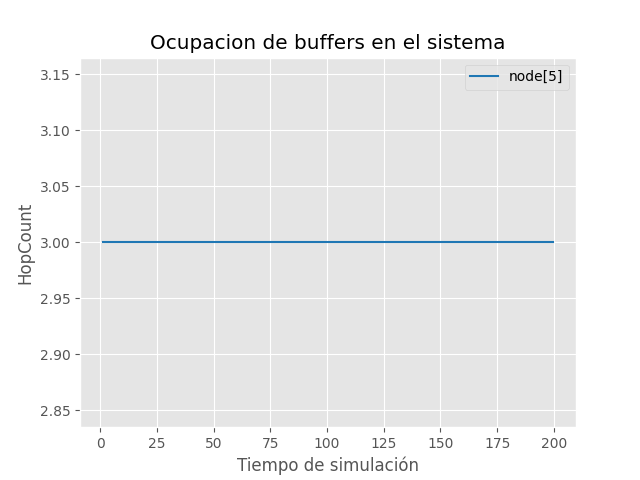 Ocupacion de buffers en el sistema
node[5]
HopCount
3.15
3.10
3.05
3.00
2.95
2.90
2.85
0 25 50 75 100 125 150 175 200
Tiempo de simulación